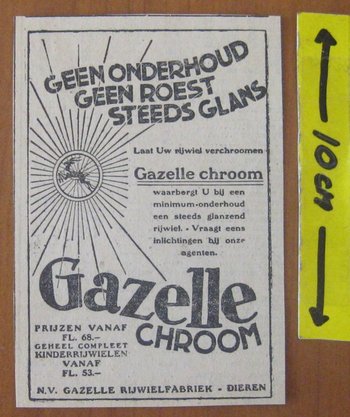 GEEN ONDERHOUD
GEEN ROEST
STEEDS GLANS
Laat Uw rijwiel verchroomen
Gazelle chroom
waarborgt U bij een
minimum-onderhoud
een steeds glanzend
rijwiel. - Vraagt eens
inlichtingen bij onze
agenten.
Gazelle
CHROOM
PRIJZEN VANAF
FL. 68.—
GEHEEL COMPLEET
KINDERRIJWIELEN
VANAF
FL. 53.—
N.V. GAZELLE RIJWIELFABRIEK - DIEREN
10 cm